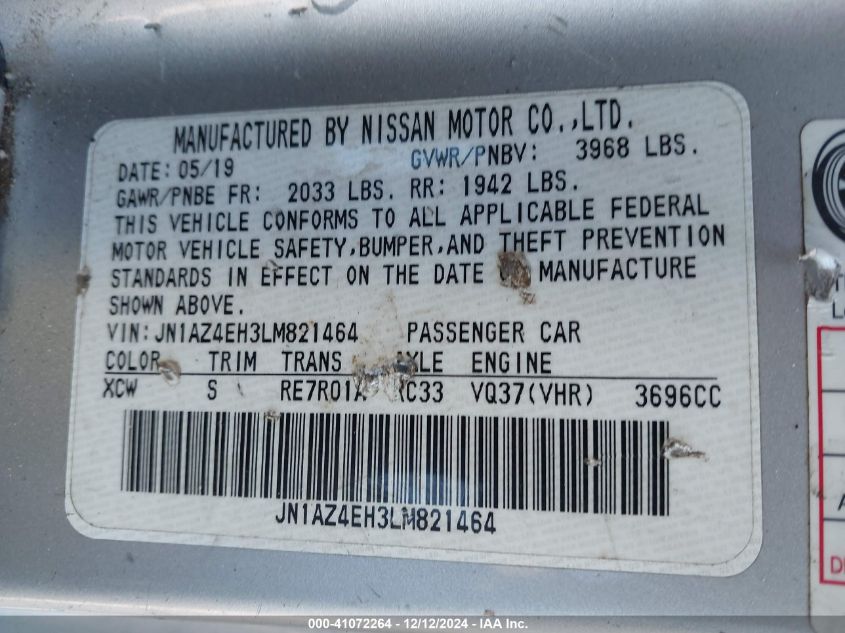 MANUFACTURED BY NISSAN MOTOR CO.,LTD.
DATE: 05/19 GVWR/PNBV: 3968 LBS.
GAWR/PNBE FR: 2033 LBS. RR: 1942 LBS.
THIS VEHICLE CONFORMS TO ALL APPLICABLE FEDERAL
MOTOR VEHICLE SAFETY,BUMPER,AND THEFT PREVENTION
STANDARDS IN EFFECT ON THE DATE MANUFACTURE
SHOWN ABOVE.
VIN:JN1AZ4EH3LM821464 PASSENGER CAR
COLOR TRIM TRANS AXLE ENGINE
XCW S RE7R01A RC33 VQ37(VHR) 3696CC
JN1AZ4EH3LM821464
000-41072264 - 12/12/2024 - IAA Inc.